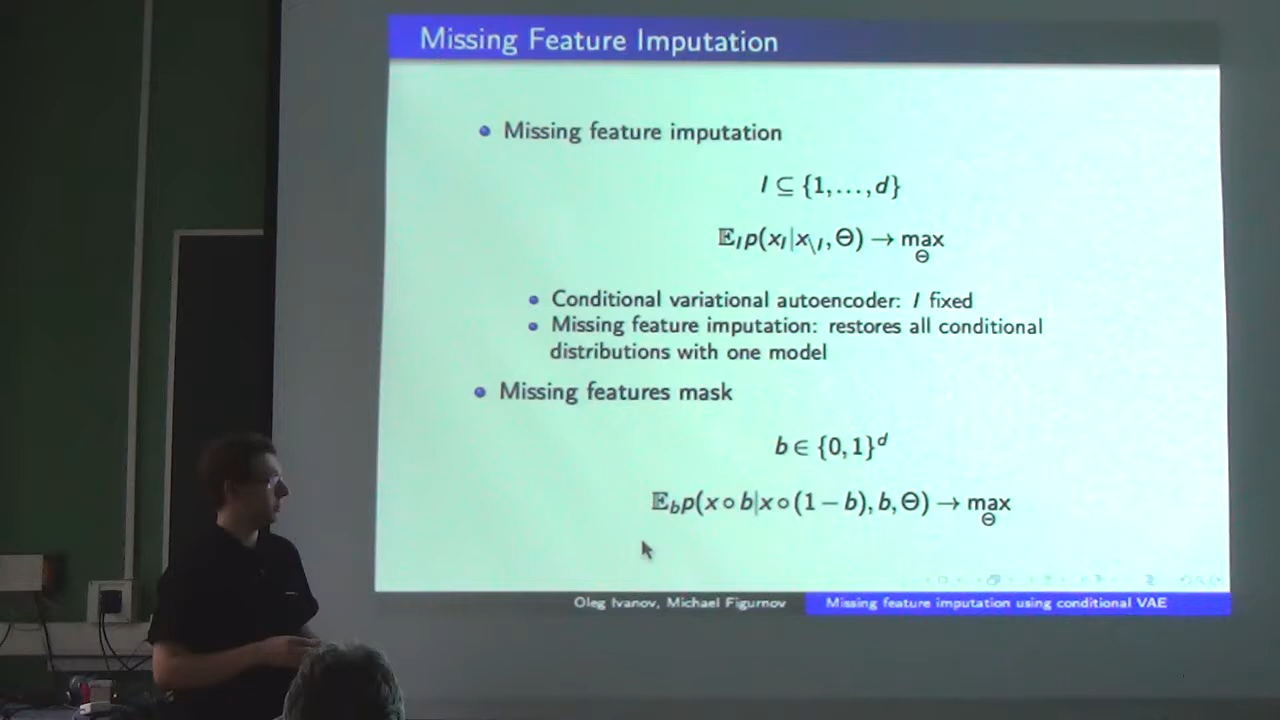 Missing Feature Imputation
Missing feature imputation
I ⊆ {1, ..., d}
𝔼_I p(x_I|x_{\I}, Θ) → max_Θ
Conditional variational autoencoder: I fixed
Missing feature imputation: restores all conditional
distributions with one model
Missing features mask
b ∈ {0, 1}^d
𝔼_b p(x ∘ b|x ∘ (1 − b), b, Θ) → max_Θ
Oleg Ivanov, Michael Figurnov
Missing feature imputation using conditional VAE